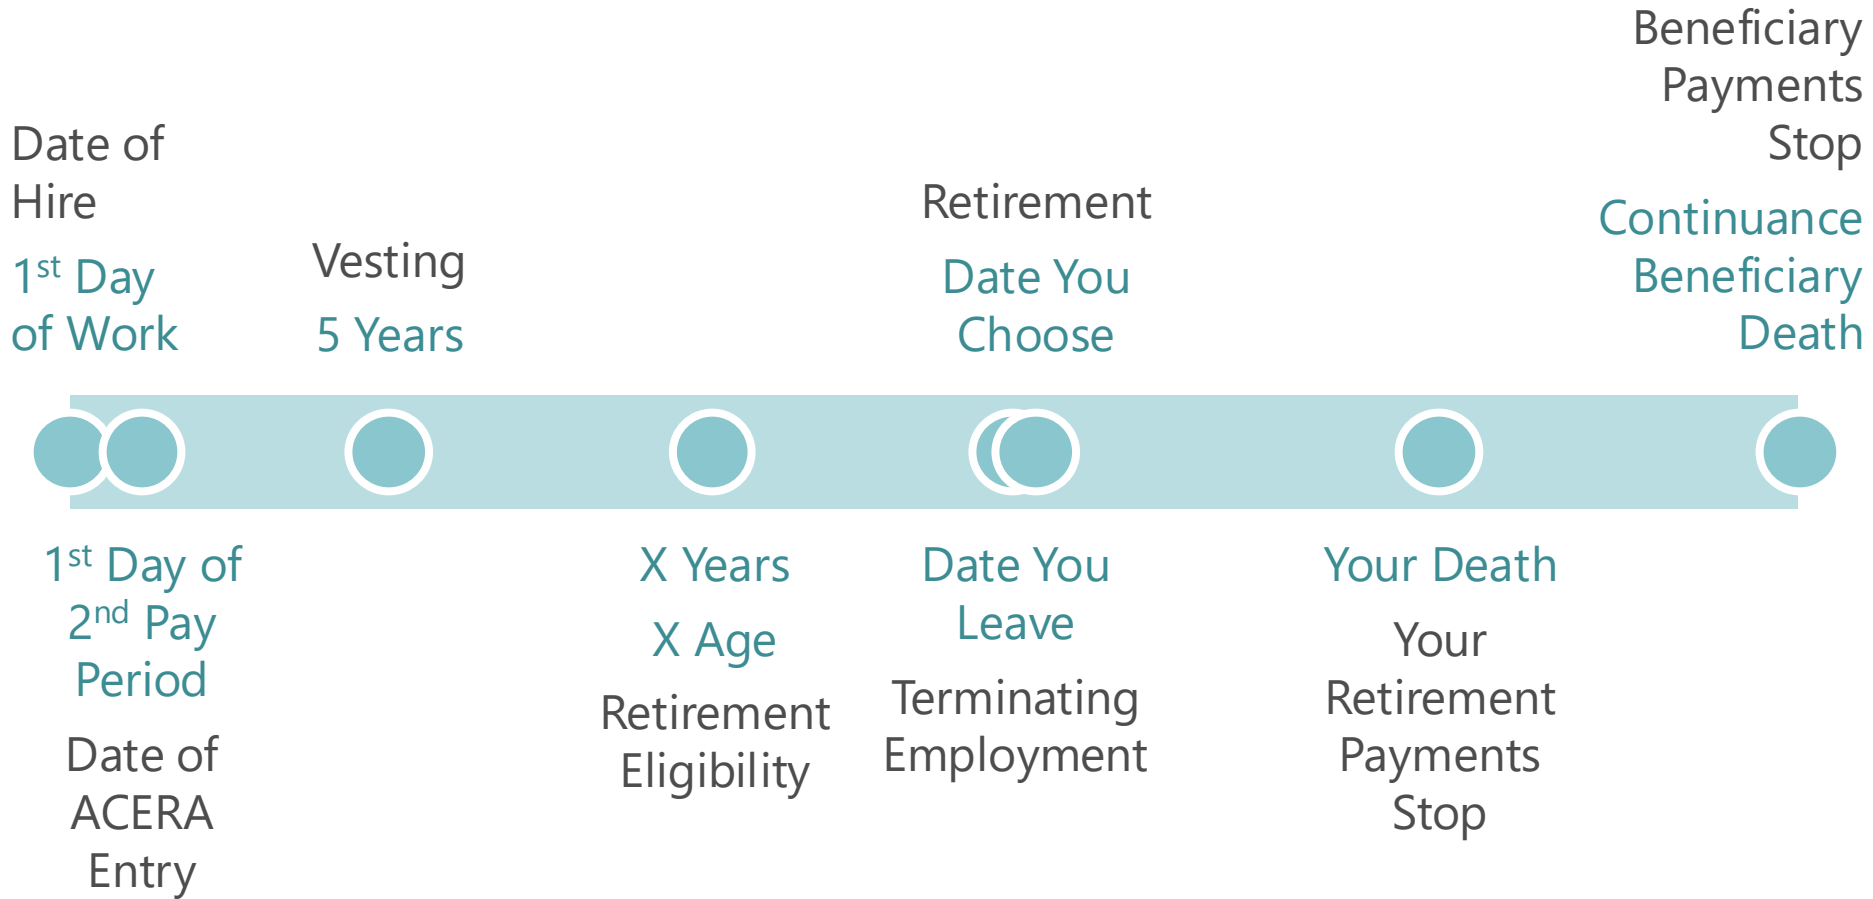 Date of
Hire
1st Day
of Work
Vesting
5 Years
Retirement
Date You
Choose
Beneficiary
Payments
Stop
Continuance
Beneficiary
Death
1st Day of
2nd Pay
Period
Date of
ACERA
Entry
X Years
X Age
Retirement
Eligibility
Date You
Leave
Terminating
Employment
Your Death
Your
Retirement
Payments
Stop